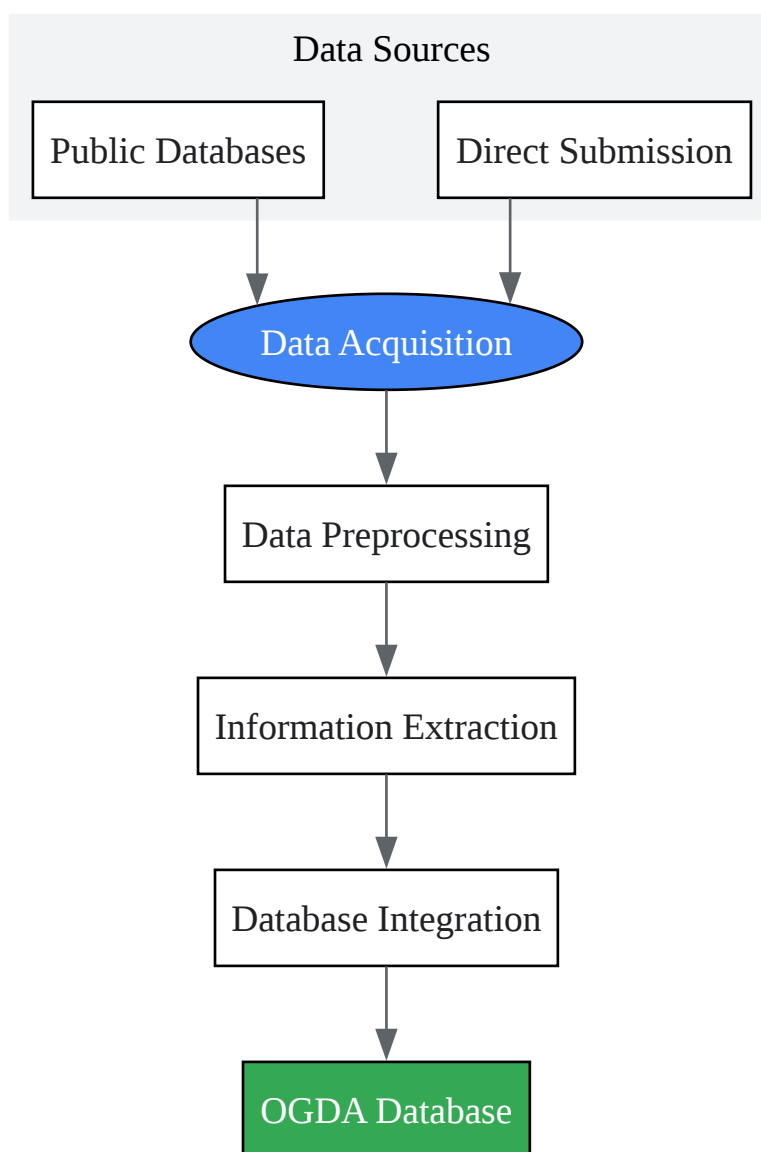 Data Sources
Public Databases
Direct Submission
Data Acquisition
Data Preprocessing
Information Extraction
Database Integration
OGDA Database